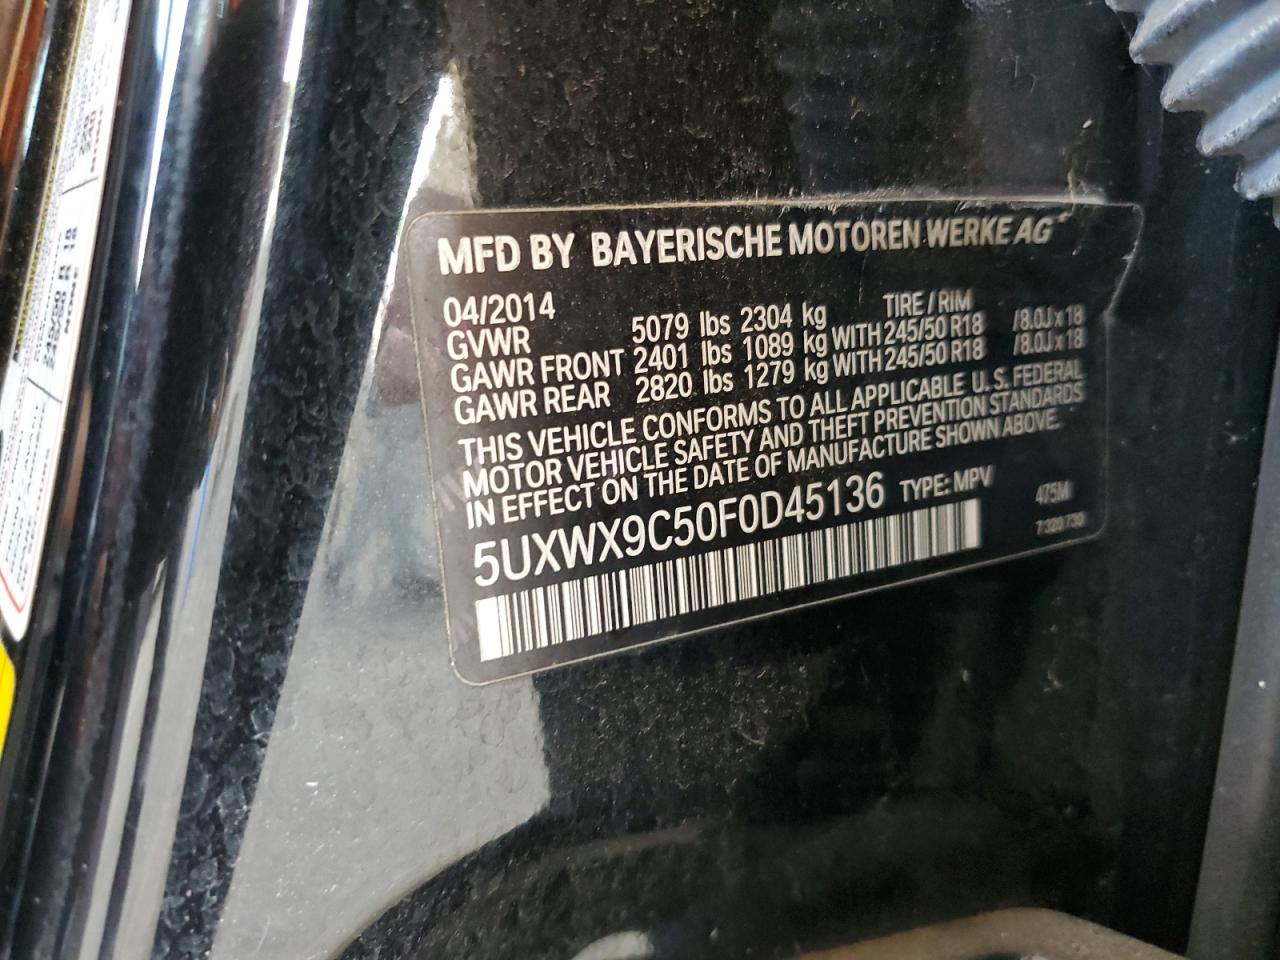 MFD BY BAYERISCHE MOTOREN WERKE AG
04/2014 TIRE / RIM
GVWR 5079 lbs 2304 kg
GAWR FRONT 2401 lbs 1089 kg WITH 245/50 R18 /8.0J x 18
GAWR REAR 2820 lbs 1279 kg WITH 245/50 R18 /8.0J x 18
THIS VEHICLE CONFORMS TO ALL APPLICABLE U.S. FEDERAL
MOTOR VEHICLE SAFETY AND THEFT PREVENTION STANDARDS
IN EFFECT ON THE DATE OF MANUFACTURE SHOWN ABOVE.
5UXWX9C50F0D45136 TYPE: MPV 475M
7 320 730